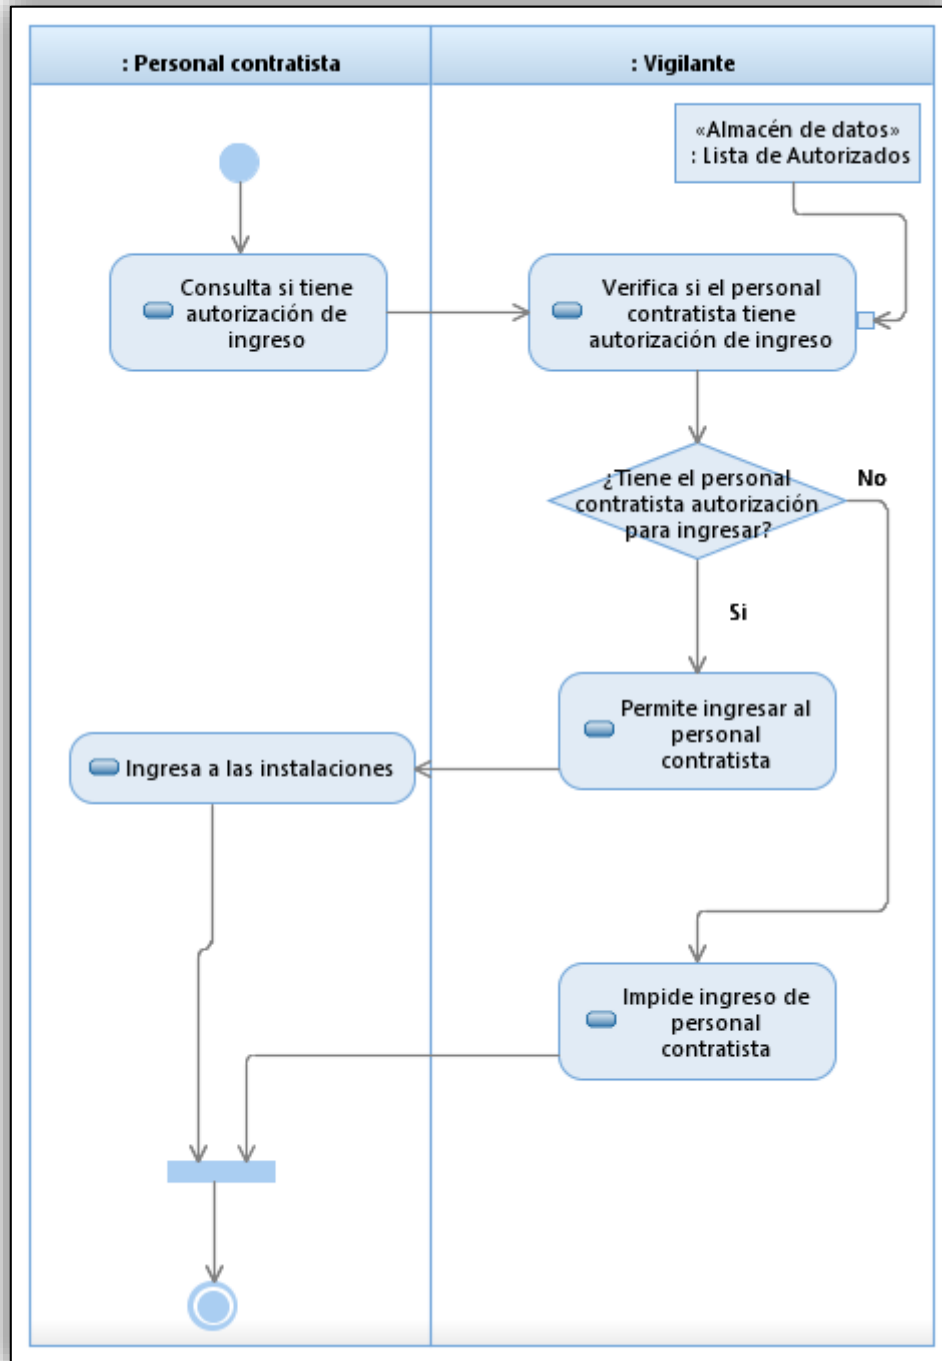 : Personal contratista
: Vigilante
«Almacén de datos»
: Lista de Autorizados
Consulta si tiene
autorización de
ingreso
Verifica si el personal
contratista tiene
autorización de ingreso
¿Tiene el personal
contratista autorización
para ingresar?
No
Si
Permite ingresar al
personal
contratista
Ingresa a las instalaciones
Impide ingreso de
personal
contratista